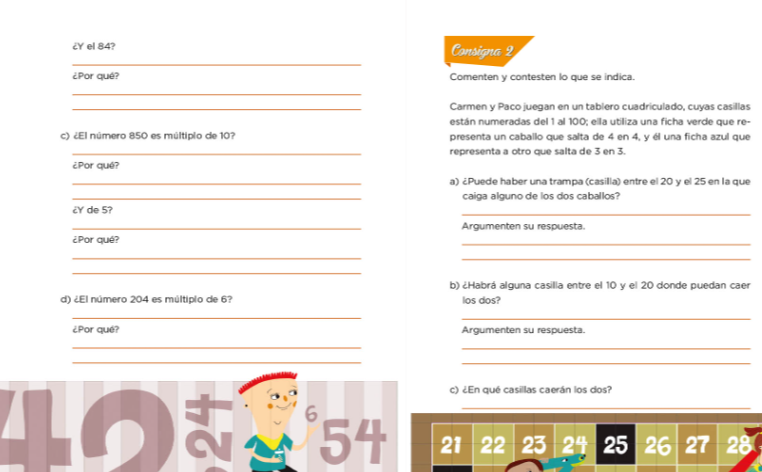 ¿Y el 84?
¿Por qué?
c) ¿El número 850 es múltiplo de 10?
¿Por qué?
¿Y de 5?
¿Por qué?
d) ¿El número 204 es múltiplo de 6?
¿Por qué?
42
24
024
6
54
Consigna 2
Comenten y contesten lo que se indica.
Carmen y Paco juegan en un tablero cuadriculado, cuyas casillas
están numeradas del 1 al 100; ella utiliza una ficha verde que re-
presenta un caballo que salta de 4 en 4, y él una ficha azul que
representa a otro que salta de 3 en 3.
a) ¿Puede haber una trampa (casilla) entre el 20 y el 25 en la que
caiga alguno de los dos caballos?
Argumenten su respuesta.
b) ¿Habrá alguna casilla entre el 10 y el 20 donde puedan caer
los dos?
Argumenten su respuesta.
c) ¿En qué casillas caerán los dos?
21 22 23 24 25 26 27 28